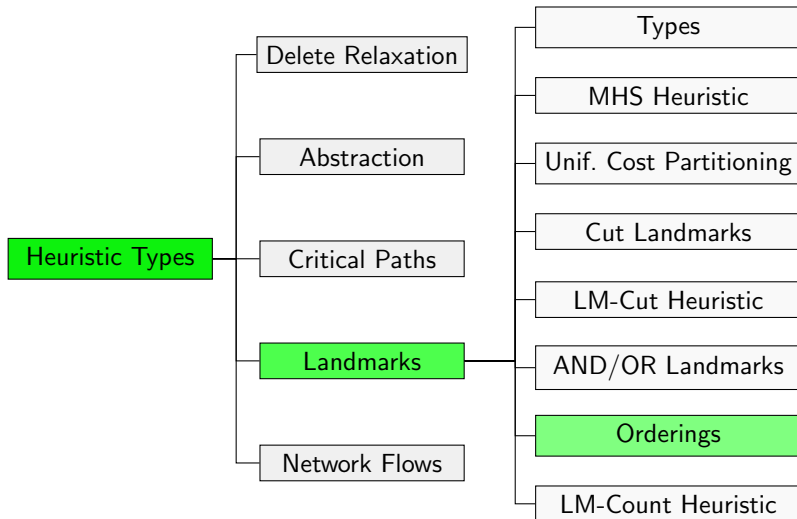 Heuristic Types
Delete Relaxation
Abstraction
Critical Paths
Landmarks
Network Flows
Types
MHS Heuristic
Unif. Cost Partitioning
Cut Landmarks
LM-Cut Heuristic
AND/OR Landmarks
Orderings
LM-Count Heuristic